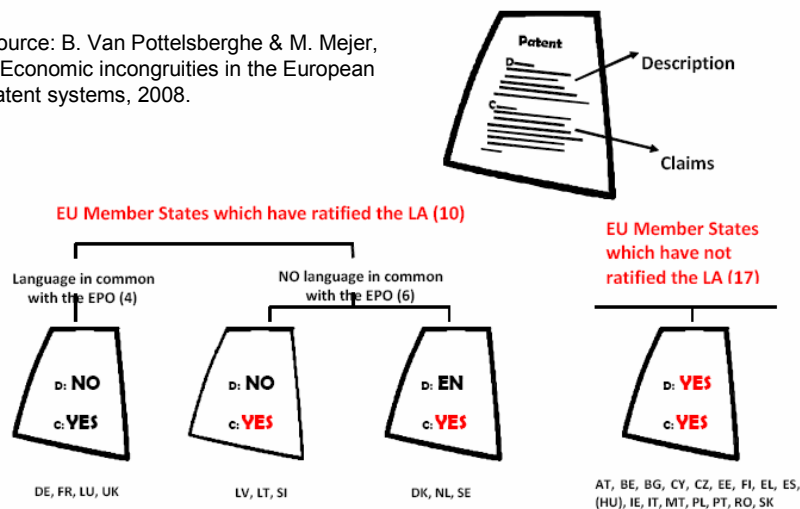 ource: B. Van Pottelsberghe & M. Mejer,
Economic incongruities in the European
atent systems, 2008.
Patent
D
C
Description
Claims
EU Member States which have ratified the LA (10)
EU Member States
which have not
ratified the LA (17)
Language in common
with the EPO (4)
NO language in common
with the EPO (6)
D: NO
C: YES
D: NO
C: YES
D: EN
C: YES
D: YES
C: YES
DE, FR, LU, UK
LV, LT, SI
DK, NL, SE
AT, BE, BG, CY, CZ, EE, FI, EL, ES,
(HU), IE, IT, MT, PL, PT, RO, SK